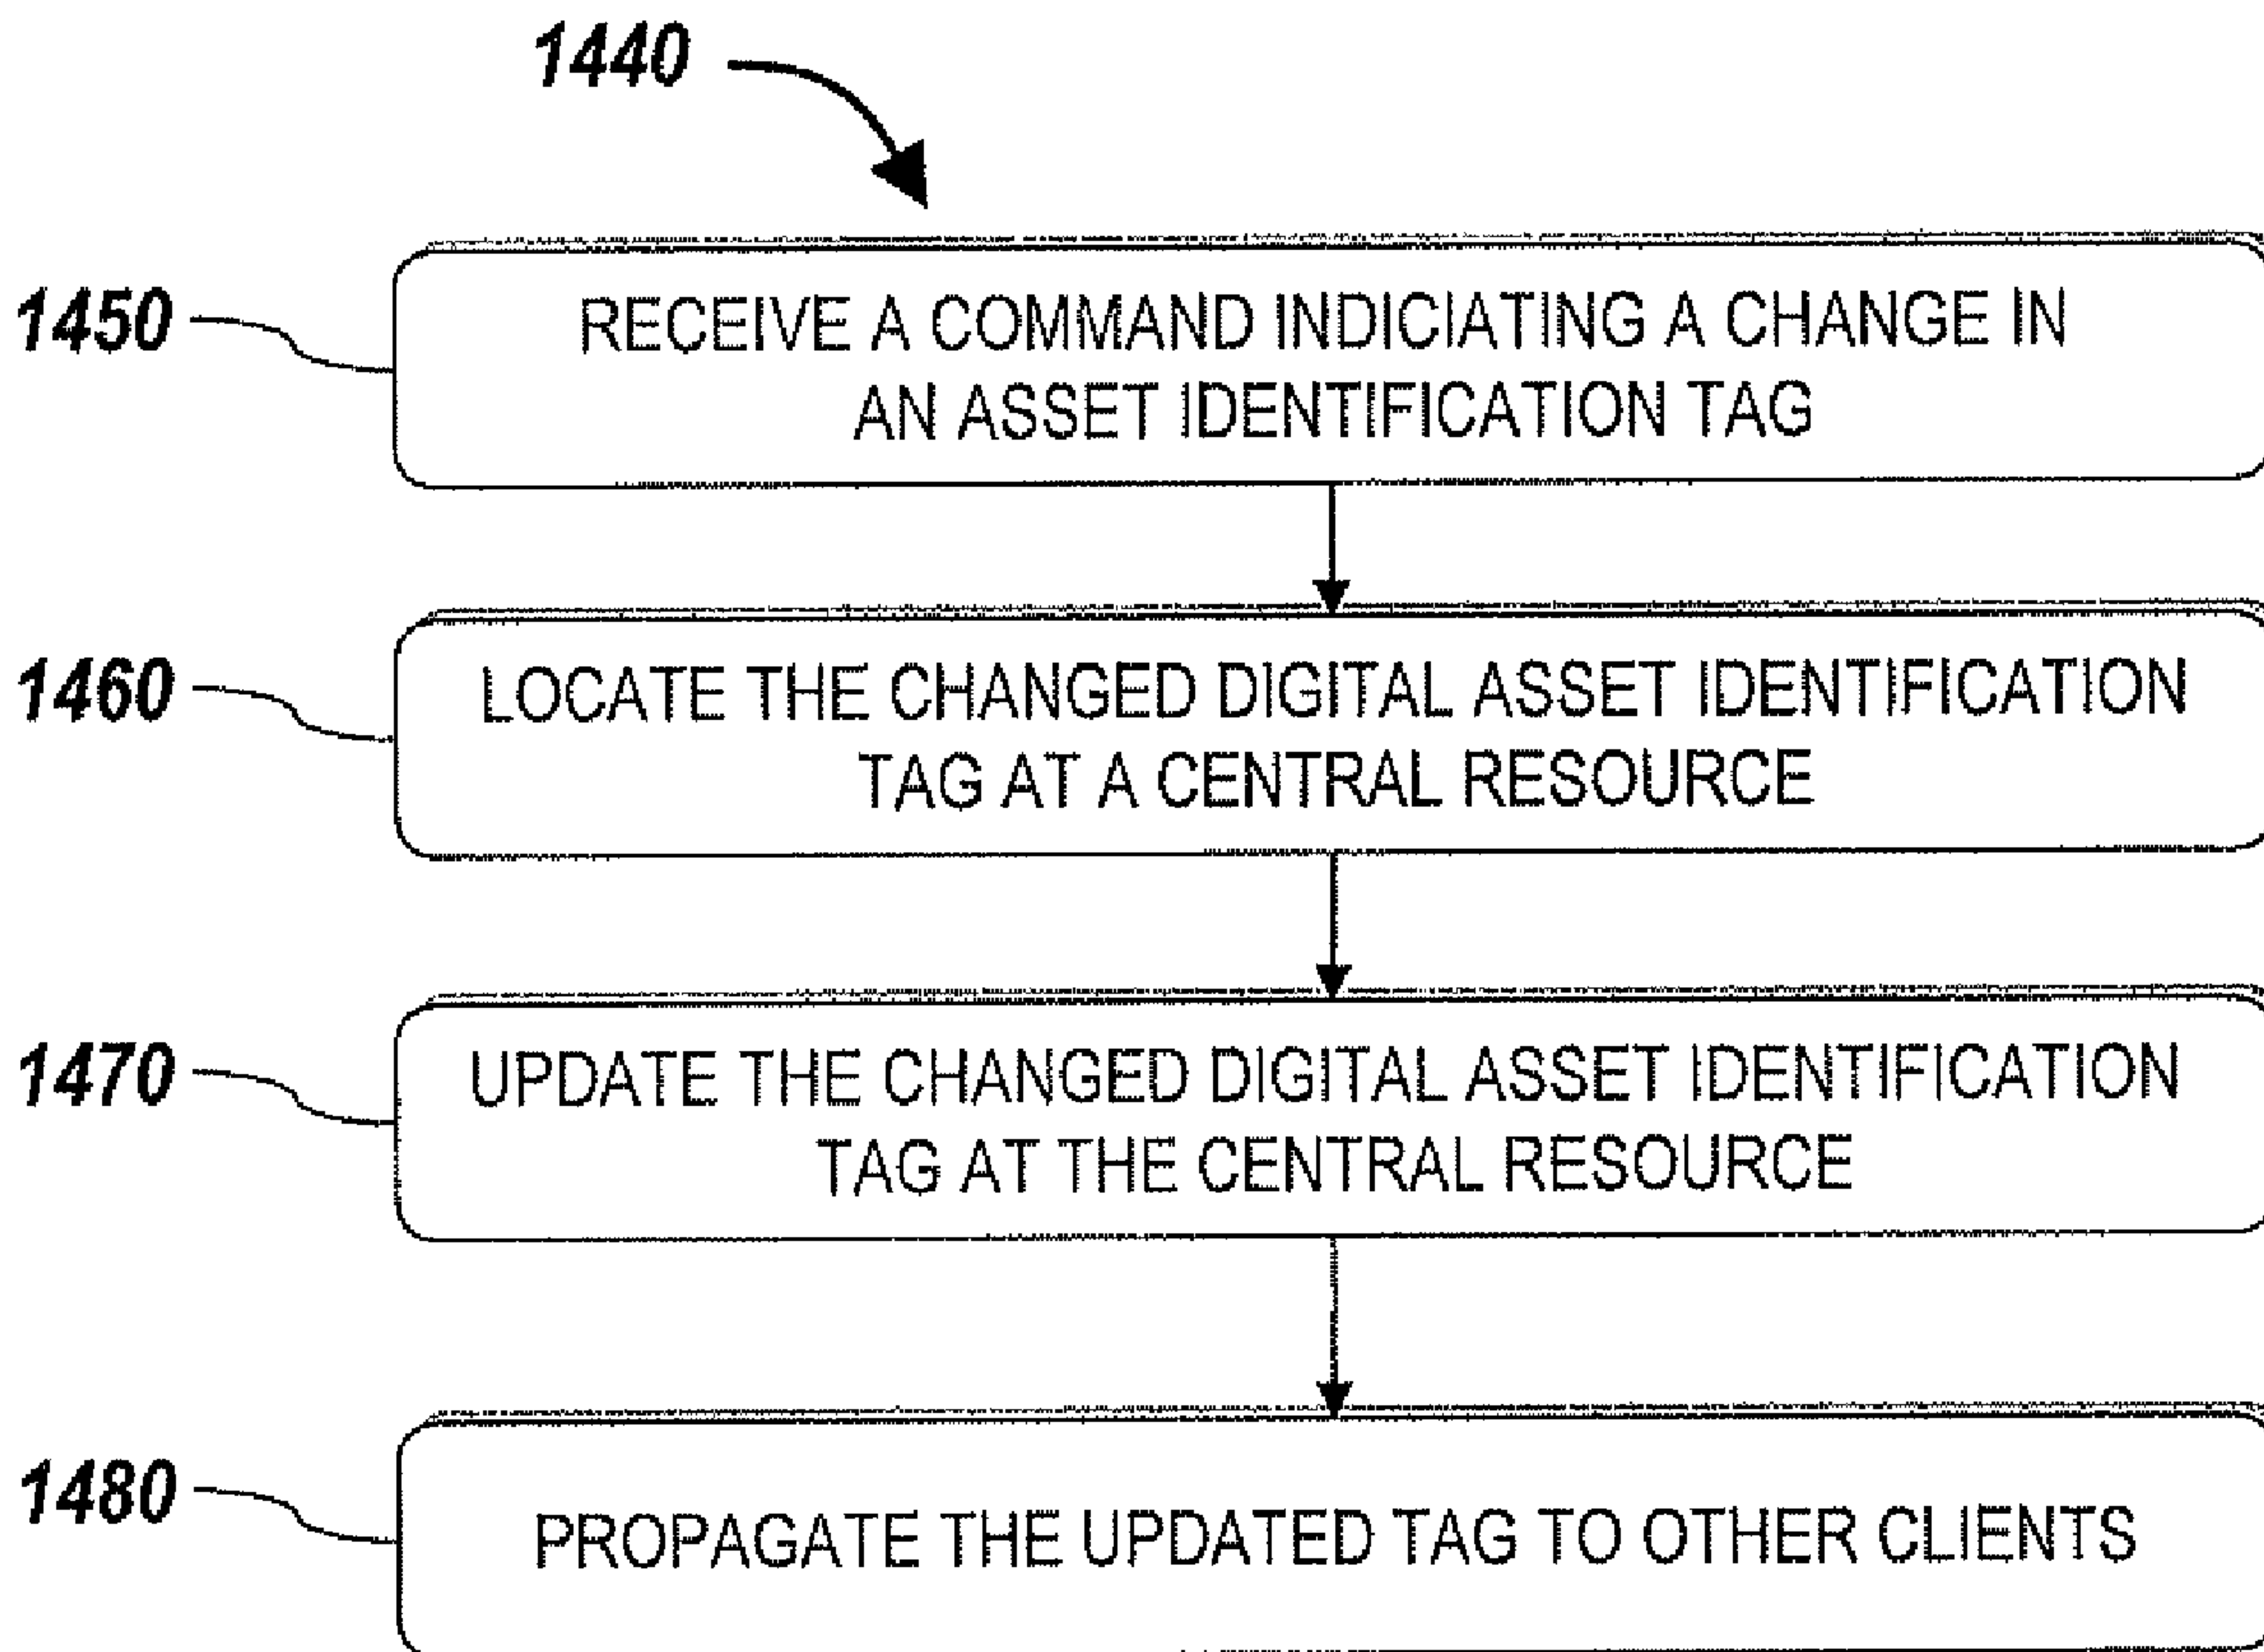 1440
1450
RECEIVE A COMMAND INDICIATING A CHANGE IN
AN ASSET IDENTIFICATION TAG
1460
LOCATE THE CHANGED DIGITAL ASSET IDENTIFICATION
TAG AT A CENTRAL RESOURCE
1470
UPDATE THE CHANGED DIGITAL ASSET IDENTIFICATION
TAG AT THE CENTRAL RESOURCE
1480
PROPAGATE THE UPDATED TAG TO OTHER CLIENTS